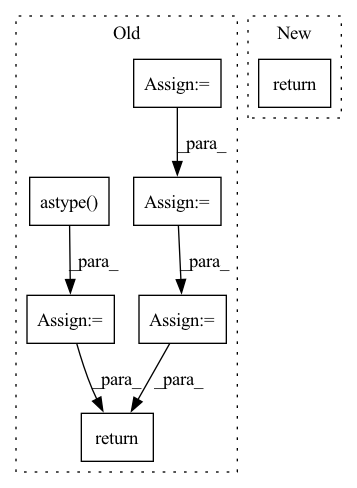 Old
New
Assign:=
return
_para_
astype()
Assign:=
_para_
_para_
Assign:=
Assign:=
_para_
_para_
return